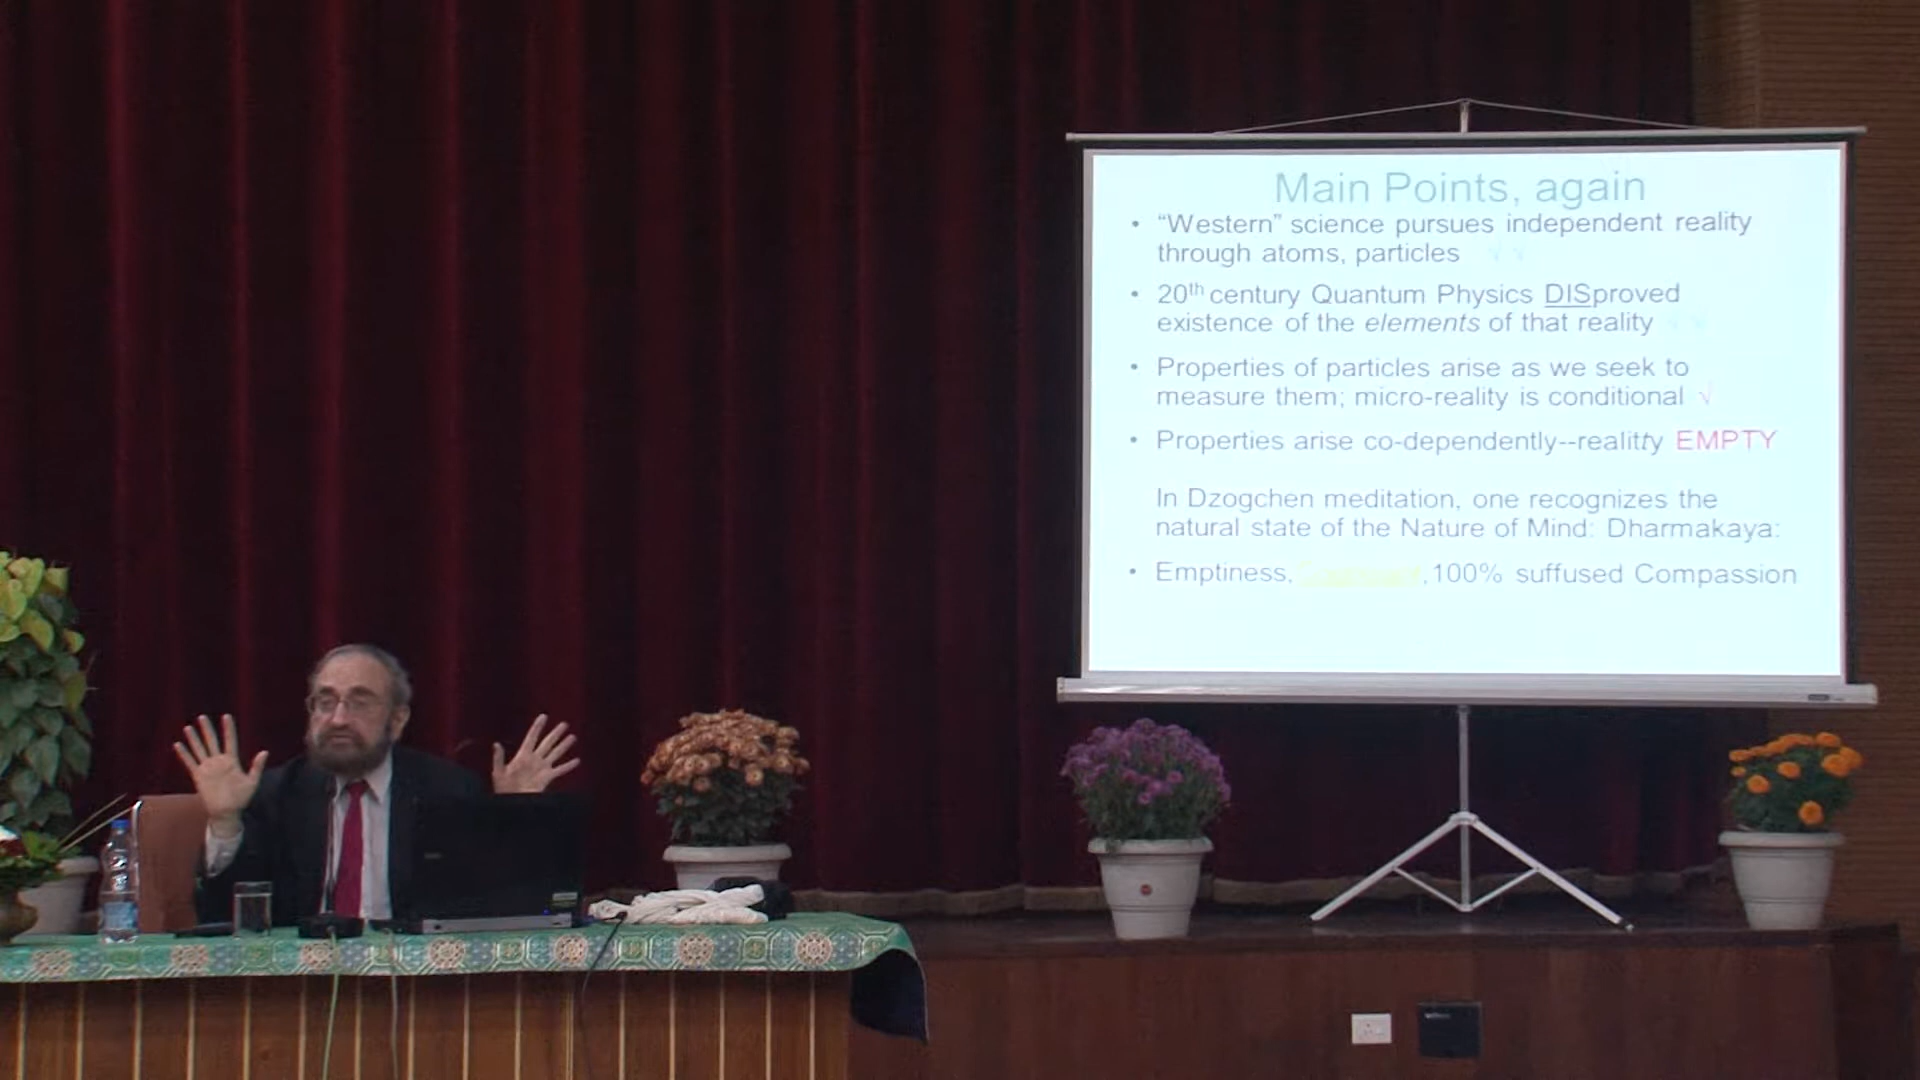 Main Points, again
• “Western” science pursues independent reality
through atoms, particles √ √
• 20th century Quantum Physics DISproved
existence of the elements of that reality √ √
• Properties of particles arise as we seek to
measure them; micro-reality is conditional √
• Properties arise co-dependently--realitty EMPTY
In Dzogchen meditation, one recognizes the
natural state of the Nature of Mind: Dharmakaya:
• Emptiness, ,100% suffused Compassion